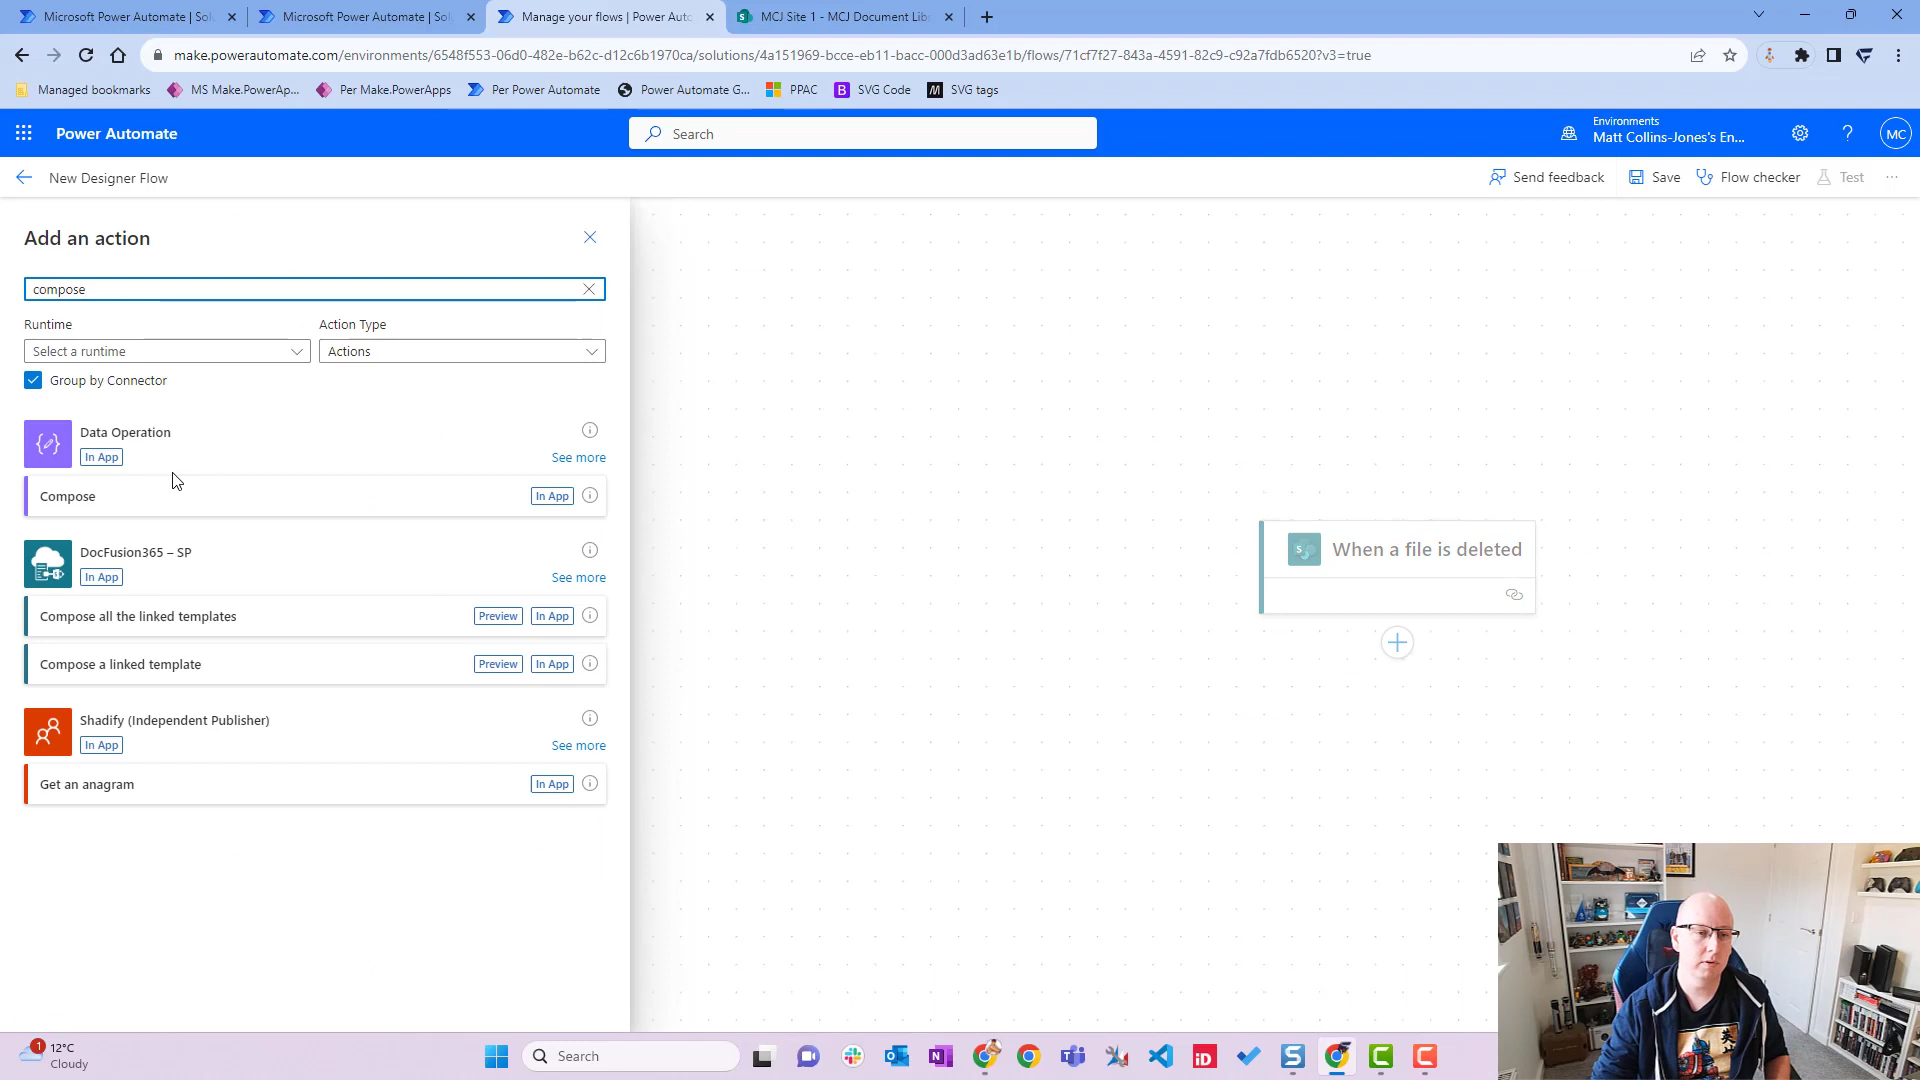 Microsoft Power Automate | Sol
Microsoft Power Automate | Sol
Manage your flows | Power Auto
MCJ Site 1 - MCJ Document Lib
make.powerautomate.com/environments/6548f553-06d0-482e-b62c-d12c6b1970ca/solutions/4a151969-bcce-eb11-bacc-000d3ad63e1b/flows/71cf7f27-843a-4591-82c9-c92a7fdb6520?v3=true
Managed bookmarks
MS Make.PowerAp...
Per Make.PowerApps
Per Power Automate
Power Automate G...
PPAC
B
SVG Code
M
SVG tags
Power Automate
Search
Environments
Matt Collins-Jones's En...
MC
New Designer Flow
Send feedback
Save
Flow checker
Test
Add an action
compose
Runtime
Action Type
Select a runtime
Actions
Group by Connector
Data Operation
In App
See more
Compose
In App
DocFusion365 – SP
In App
See more
Compose all the linked templates
Preview
In App
Compose a linked template
Preview
In App
Shadify (Independent Publisher)
In App
See more
Get an anagram
In App
When a file is deleted
1
12°C
Cloudy
Search
iD